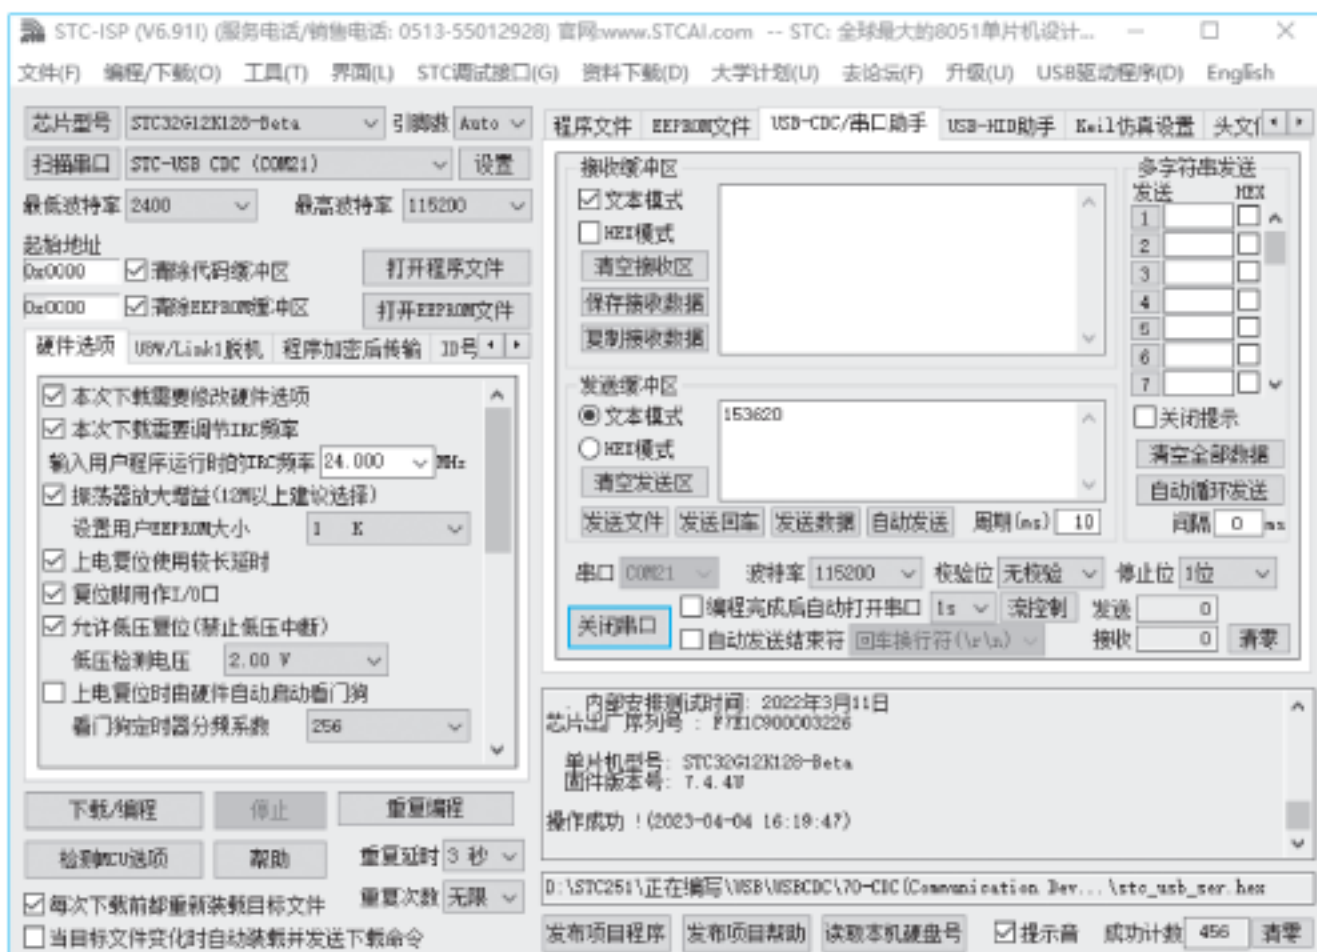 STC-ISP (V6.91I) (服务电话/销售电话: 0513-55012928) 官网:www.STCAI.com -- STC: 全球最大的8051单片机设计...
文件(F) 编程/下载(O) 工具(T) 界面(L) STC调试接口(G) 资料下载(D) 大学计划(U) 去论坛(F) 升级(U) USB驱动程序(D) English
芯片型号 STC32G12K128-Beta 引脚数 Auto
扫描串口 STC-USB CDC (COM21) 设置
最低波特率 2400 最高波特率 115200
起始地址
0x0000 清除代码缓冲区 打开程序文件
0x0000 清除EEPROM缓冲区 打开EEPROM文件
硬件选项 U8W/Link1脱机 程序加密后传输 ID号
本次下载需要修改硬件选项
本次下载需要调节IRC频率
输入用户程序运行时的IRC频率 24.000 MHz
振荡器放大增益(12M以上建议选择)
设置用户EEPROM大小 1 K
上电复位使用较长延时
复位脚用作I/O口
允许低压复位(禁止低压中断)
低压检测电压 2.00 V
上电复位时由硬件自动启动看门狗
看门狗定时器分频系数 256
下载/编程 停止 重复编程
检测MCU选项 帮助 重复延时 3 秒
每次下载前都重新装载目标文件 重复次数 无限
当目标文件变化时自动装载并发送下载命令
程序文件 EEPROM文件 USB-CDC/串口助手 USB-HID助手 Keil仿真设置 头文件
接收缓冲区
文本模式
HEX模式
清空接收区
保存接收数据
复制接收数据
多字符串发送
发送 HEX
1
2
3
4
5
6
7
关闭提示
清空全部数据
自动循环发送
间隔 0 ms
发送缓冲区
文本模式 153620
HEX模式
清空发送区
发送文件 发送回车 发送数据 自动发送 周期(ms) 10
串口 COM21 波特率 115200 校验位 无校验 停止位 1位
关闭串口 编程完成后自动打开串口 1s 流控制 发送 0
自动发送结束符 回车换行符(\r\n) 接收 0 清零
. 内部安排测试时间: 2022年3月11日
芯片出厂序列号 : F7E1C900003226
单片机型号: STC32G12K128-Beta
固件版本号: 7.4.4U
操作成功 !(2023-04-04 16:19:47)
D:\STC251\正在编写\USB\USBCDC\70-CDC(Communication Dev...\stc_usb_ser.hex
发布项目程序 发布项目帮助 读取本机硬盘号 提示音 成功计数 456 清零